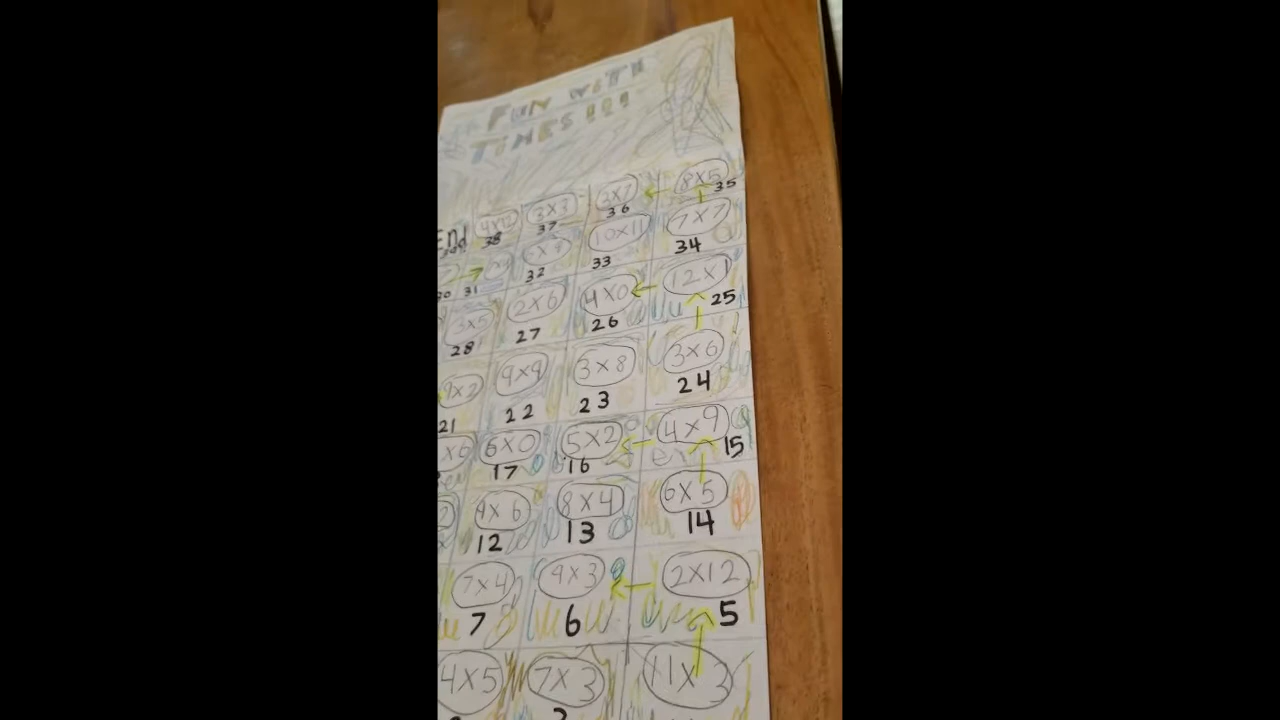 FUN WITH
TIMES !!!
2X7 8X5
36 35
End 4X12 3X3
38 37
10X11 7X7
32 33 34
30 31
3X5 2X6 4X0 12X1
28 27 26 25
9X2 9X9 3X8 3X6
21 22 23 24
X6 6X0 5X2 4X9
17 16 15
8X4 6X5
12 13 14
7X4 9X3 2X12
7 6 5
4X5 7X3 11X3